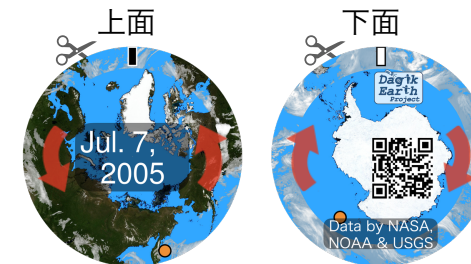 上面
下面
Jul. 7,
2005
Dagik
Earth
Project
Data by NASA,
NOAA & USGS